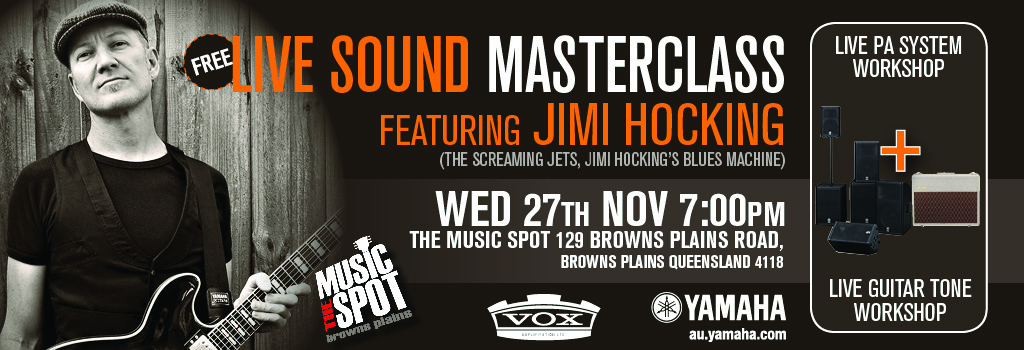 FREE
LIVE SOUND MASTERCLASS
FEATURING JIMI HOCKING
(THE SCREAMING JETS, JIMI HOCKING'S BLUES MACHINE)
WED 27TH NOV 7:00PM
THE MUSIC SPOT 129 BROWNS PLAINS ROAD,
BROWNS PLAINS QUEENSLAND 4118
THE MUSIC SPOT
browns plains
VOX
AMPLIFICATION LTD.
YAMAHA
au.yamaha.com
LIVE PA SYSTEM
WORKSHOP
LIVE GUITAR TONE
WORKSHOP